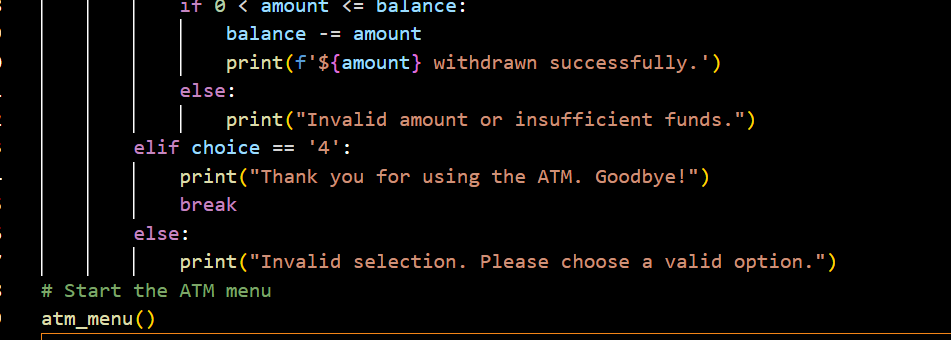 if 0 < amount <= balance:
balance -= amount
print(f'${amount} withdrawn successfully.')
else:
print("Invalid amount or insufficient funds.")
elif choice == '4':
print("Thank you for using the ATM. Goodbye!")
break
else:
print("Invalid selection. Please choose a valid option.")
# Start the ATM menu
atm_menu()